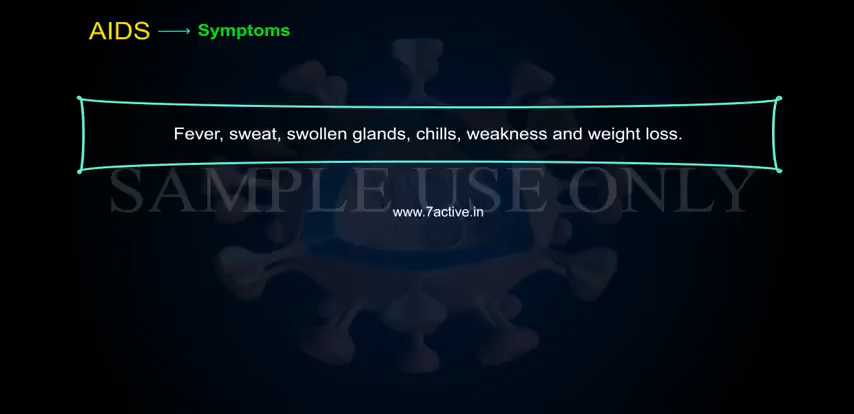 AIDS → Symptoms
Fever, sweat, swollen glands, chills, weakness and weight loss.
SAMPLE USE ONLY
www.7active.in